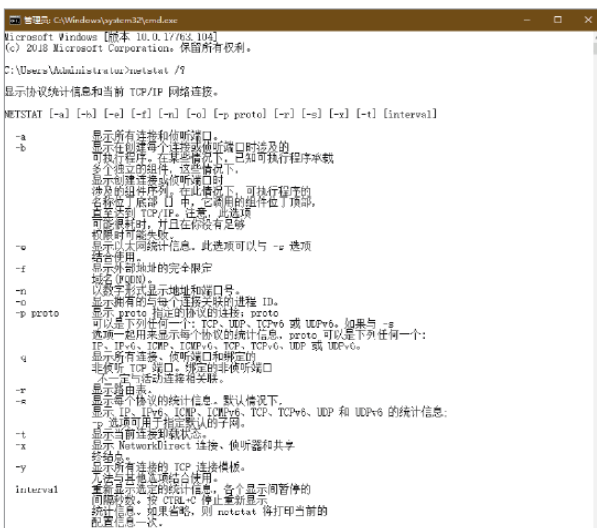 管理员: C:\Windows\system32\cmd.exe
Microsoft Windows [版本 10.0.17763.104]
(c) 2018 Microsoft Corporation。保留所有权利。
C:\Users\Administrator>netstat /?
显示协议统计信息和当前 TCP/IP 网络连接。
NETSTAT [-a] [-b] [-e] [-f] [-n] [-o] [-p proto] [-r] [-s] [-x] [-t] [interval]
-a 显示所有连接和侦听端口。
-b 显示在创建每个连接或侦听端口时涉及的
可执行程序。在某些情况下，已知可执行程序承载
多个独立的组件，这些情况下，
显示创建连接或侦听端口时
涉及的组件序列。在此情况下，可执行程序的
名称位于底部 [] 中，它调用的组件位于顶部，
直至达到 TCP/IP。注意，此选项
可能很耗时，并且在你没有足够
权限时可能失败。
-e 显示以太网统计信息。此选项可以与 -s 选项
结合使用。
-f 显示外部地址的完全限定
域名(FQDN)。
-n 以数字形式显示地址和端口号。
-o 显示拥有的与每个连接关联的进程 ID。
-p proto 显示 proto 指定的协议的连接; proto
可以是下列任何一个: TCP、UDP、TCPv6 或 UDPv6。如果与 -s
选项一起用来显示每个协议的统计信息，proto 可以是下列任何一个:
IP、IPv6、ICMP、ICMPv6、TCP、TCPv6、UDP 或 UDPv6。
q 显示所有连接、侦听端口和绑定的
非侦听 TCP 端口。绑定的非侦听端口
不一定与活动连接相关联。
-r 显示路由表。
-s 显示每个协议的统计信息。默认情况下，
显示 IP、IPv6、ICMP、ICMPv6、TCP、TCPv6、UDP 和 UDPv6 的统计信息;
-p 选项可用于指定默认的子网。
-t 显示当前连接卸载状态。
-x 显示 NetworkDirect 连接、侦听器和共享
终结点。
-y 显示所有连接的 TCP 连接模板。
无法与其他选项结合使用。
interval 重新显示选定的统计信息，各个显示间暂停的
间隔秒数。按 CTRL+C 停止重新显示
统计信息。如果省略，则 netstat 将打印当前的
配置信息一次。